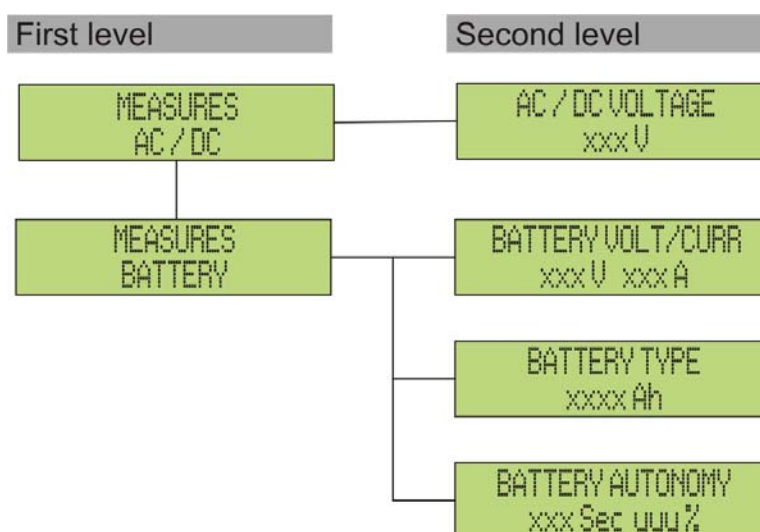 First level
Second level
MEASURES
AC / DC
AC / DC VOLTAGE
xxx V
MEASURES
BATTERY
BATTERY VOLT/CURR
xxx V xxx A
BATTERY TYPE
xxxx Ah
BATTERY AUTONOMY
xxx Sec yyy %